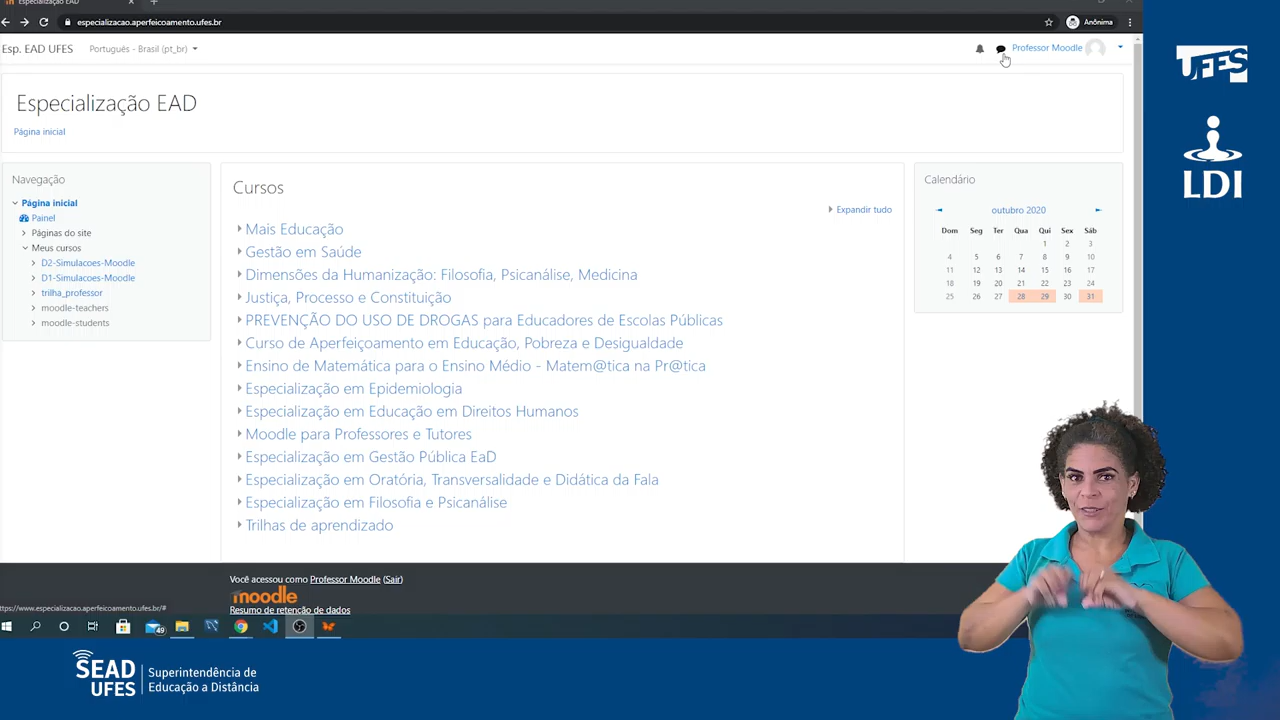 Especialização EAD
especializacao.aperfeicoamento.ufes.br
Anônima
Esp. EAD UFES
Português - Brasil (pt_br)
Professor Moodle
Especialização EAD
Página inicial
Navegação
Página inicial
Painel
Páginas do site
Meus cursos
D2-Simulacoes-Moodle
D1-Simulacoes-Moodle
trilha_professor
moodle-teachers
moodle-students
Cursos
Expandir tudo
Mais Educação
Gestão em Saúde
Dimensões da Humanização: Filosofia, Psicanálise, Medicina
Justiça, Processo e Constituição
PREVENÇÃO DO USO DE DROGAS para Educadores de Escolas Públicas
Curso de Aperfeiçoamento em Educação, Pobreza e Desigualdade
Ensino de Matemática para o Ensino Médio - Matem@tica na Pr@tica
Especialização em Epidemiologia
Especialização em Educação em Direitos Humanos
Moodle para Professores e Tutores
Especialização em Gestão Pública EaD
Especialização em Oratória, Transversalidade e Didática da Fala
Especialização em Filosofia e Psicanálise
Trilhas de aprendizado
Calendário
outubro 2020
Dom Seg Ter Qua Qui Sex Sáb
1 2 3
4 5 6 7 8 9 10
11 12 13 14 15 16 17
18 19 20 21 22 23 24
25 26 27 28 29 30 31
Você acessou como Professor Moodle (Sair)
moodle
Resumo de retenção de dados
ttps://www.especializacao.aperfeicoamento.ufes.br/#
49
UFES
LDI
SEAD
UFES
Superintendência de
Educação a Distância